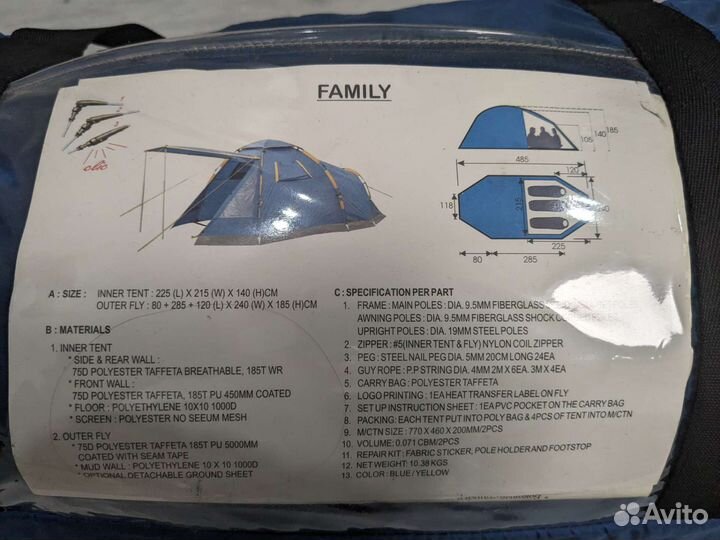 FAMILY
clic
105
140
185
485
120
118
215
225
80
285
A : SIZE : INNER TENT : 225 (L) X 215 (W) X 140 (H)CM
OUTER FLY : 80 + 285 + 120 (L) X 240 (W) X 185 (H)CM
B : MATERIALS
1. INNER TENT
* SIDE & REAR WALL :
75D POLYESTER TAFFETA BREATHABLE, 185T WR
* FRONT WALL :
75D POLYESTER TAFFETA, 185T PU 450MM COATED
* FLOOR : POLYETHYLENE 10X10 1000D
* SCREEN : POLYESTER NO SEEUM MESH
2. OUTER FLY
* 75D POLYESTER TAFFETA 185T PU 5000MM
COATED WITH SEAM TAPE
* MUD WALL : POLYETHYLENE 10 X 10 1000D
* OPTIONAL DETACHABLE GROUND SHEET
C : SPECIFICATION PER PART
1. FRAME : MAIN POLES : DIA. 9.5MM FIBERGLASS
AWNING POLES : DIA. 9.5MM FIBERGLASS SHOCK
UPRIGHT POLES : DIA. 19MM STEEL POLES
2. ZIPPER : #5(INNER TENT & FLY) NYLON COIL ZIPPER
3. PEG : STEEL NAIL PEG DIA. 5MM 20CM LONG 24EA
4. GUY ROPE : P.P STRING DIA. 4MM 2M X 6EA. 3M X 4EA
5. CARRY BAG : POLYESTER TAFFETA
6. LOGO PRINTING : 1EA HEAT TRANSFER LABEL ON FLY
7. SET UP INSTRUCTION SHEET : 1EA PVC POCKET ON THE CARRY BAG
8. PACKING: EACH TENT PUT INTO POLY BAG & 4PCS OF TENT INTO M/CTN
9. M/CTN SIZE : 770 X 460 X 200MM/2PCS
10. VOLUME: 0.071 CBM/2PCS
11. REPAIR KIT : FABRIC STICKER, POLE HOLDER AND FOOTSTOP
12. NET WEIGHT: 10.38 KGS
13. COLOR : BLUE / YELLOW
Avito